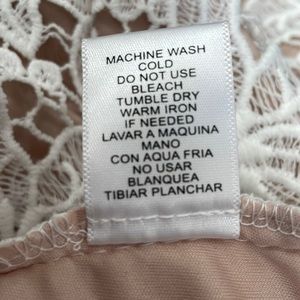 MACHINE WASH
COLD
DO NOT USE
BLEACH
TUMBLE DRY
WARM IRON
IF NEEDED
LAVAR A MAQUINA
MANO
CON AQUA FRIA
NO USAR
BLANQUEA
TIBIAR PLANCHAR